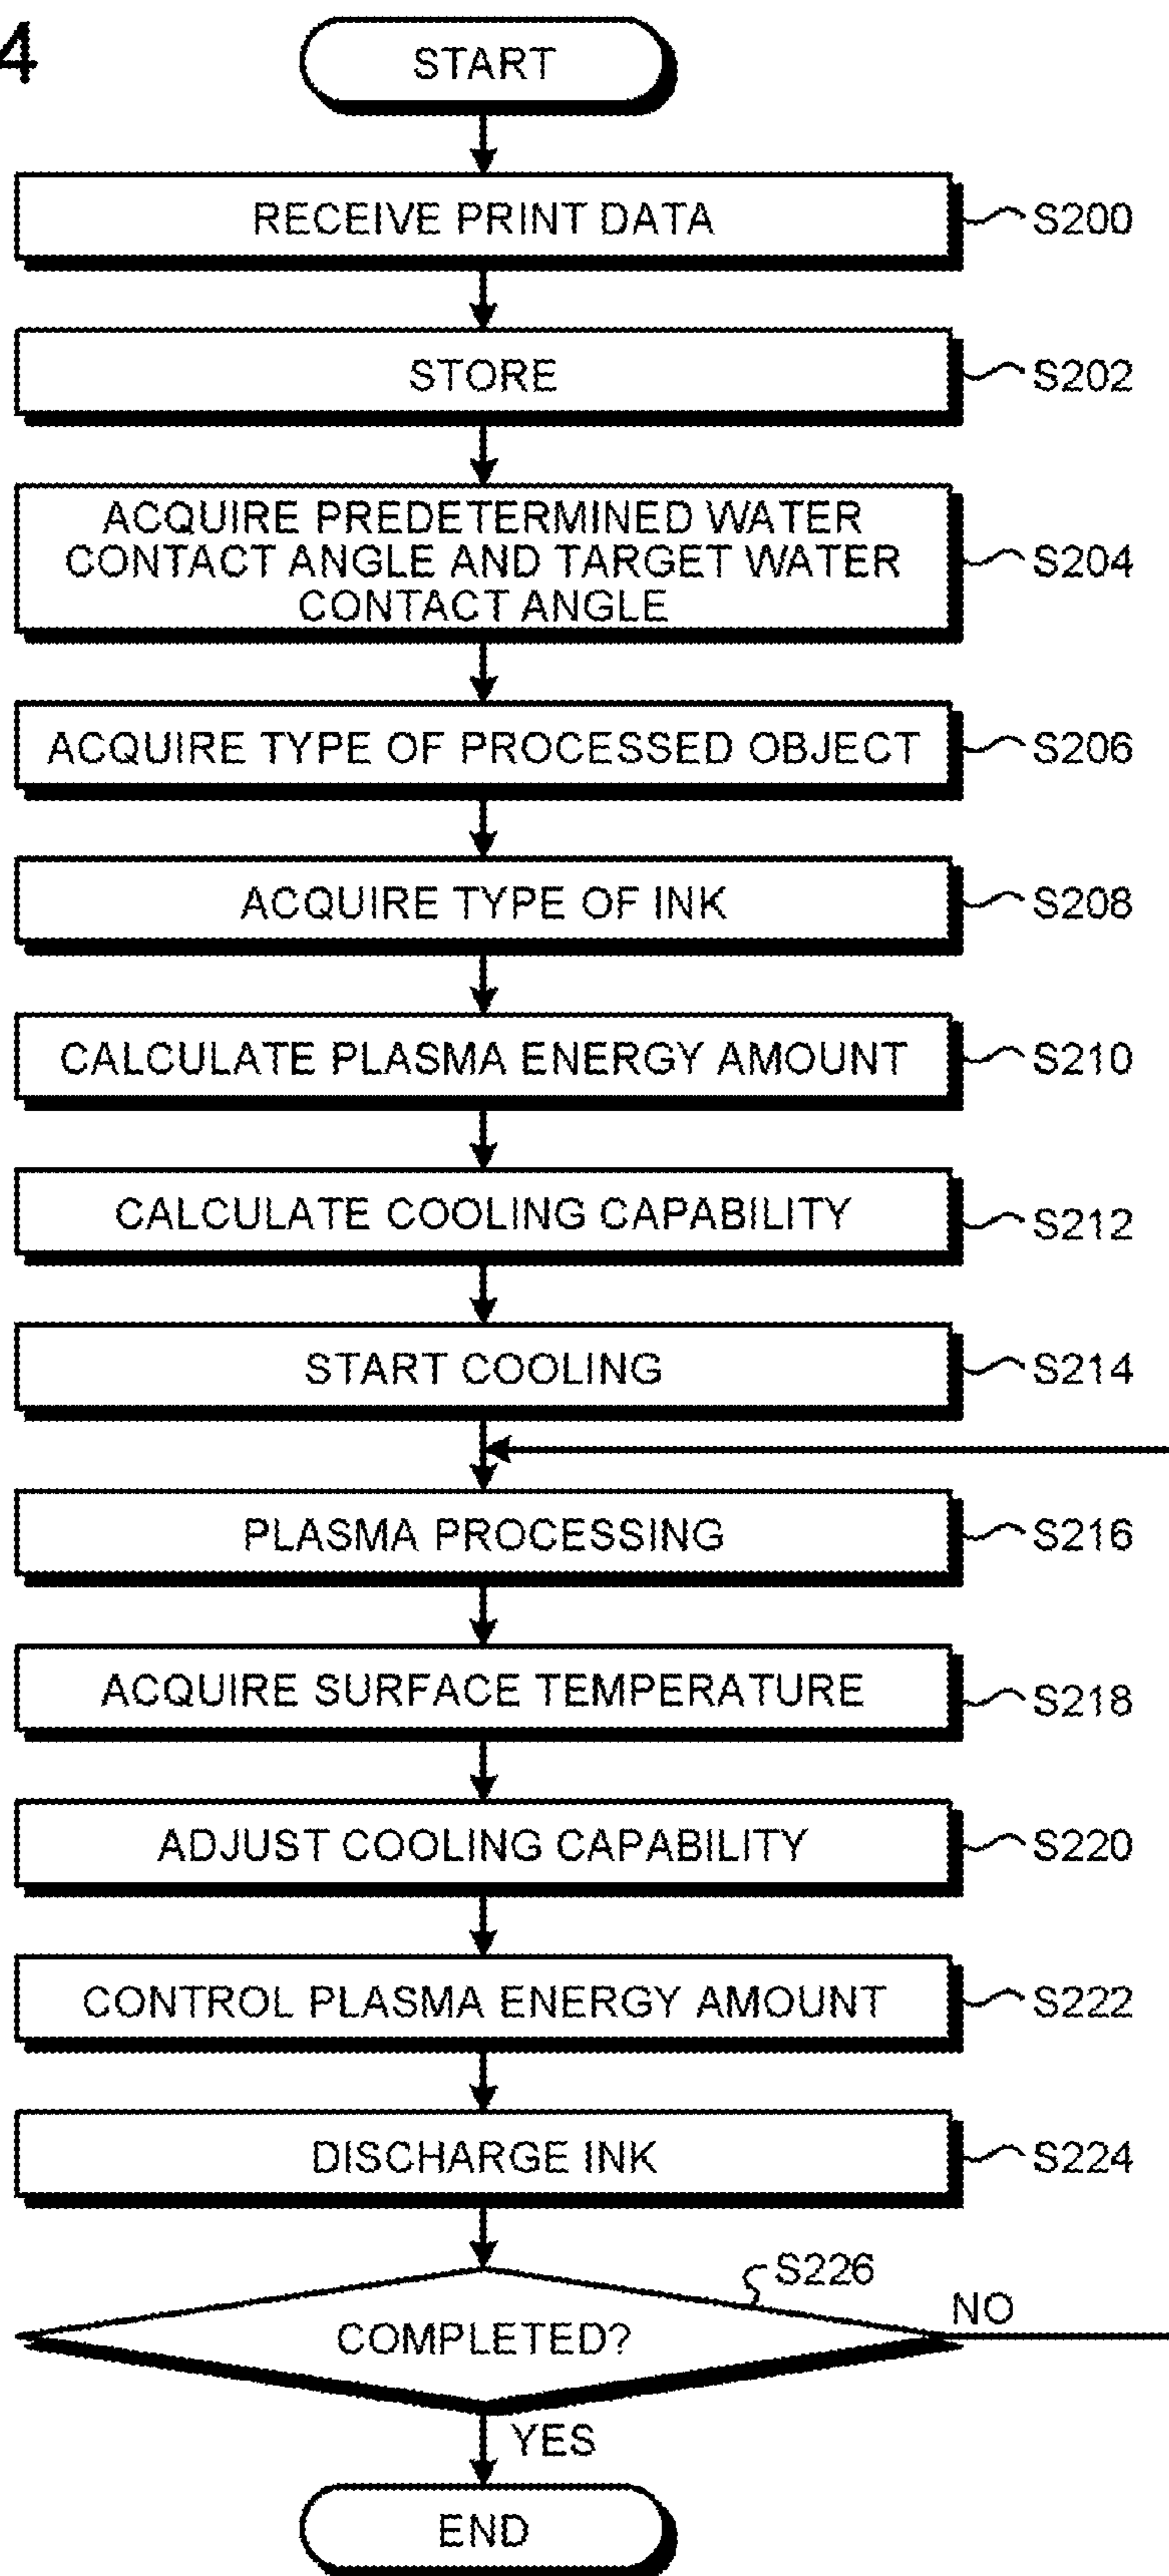 4
START
RECEIVE PRINT DATA
S200
STORE
S202
ACQUIRE PREDETERMINED WATER
CONTACT ANGLE AND TARGET WATER
CONTACT ANGLE
S204
ACQUIRE TYPE OF PROCESSED OBJECT
S206
ACQUIRE TYPE OF INK
S208
CALCULATE PLASMA ENERGY AMOUNT
S210
CALCULATE COOLING CAPABILITY
S212
START COOLING
S214
PLASMA PROCESSING
S216
ACQUIRE SURFACE TEMPERATURE
S218
ADJUST COOLING CAPABILITY
S220
CONTROL PLASMA ENERGY AMOUNT
S222
DISCHARGE INK
S224
S226
COMPLETED?
NO
YES
END